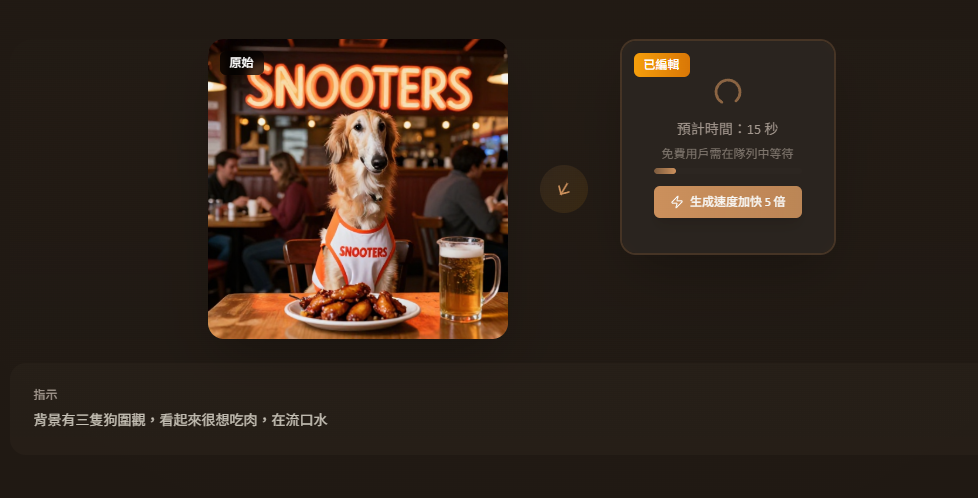 原始
SNOOTERS
SNOOTERS
已編輯
預計時間：15 秒
免費用戶需在隊列中等待
生成速度加快 5 倍
指示
背景有三隻狗圍觀，看起來很想吃肉，在流口水